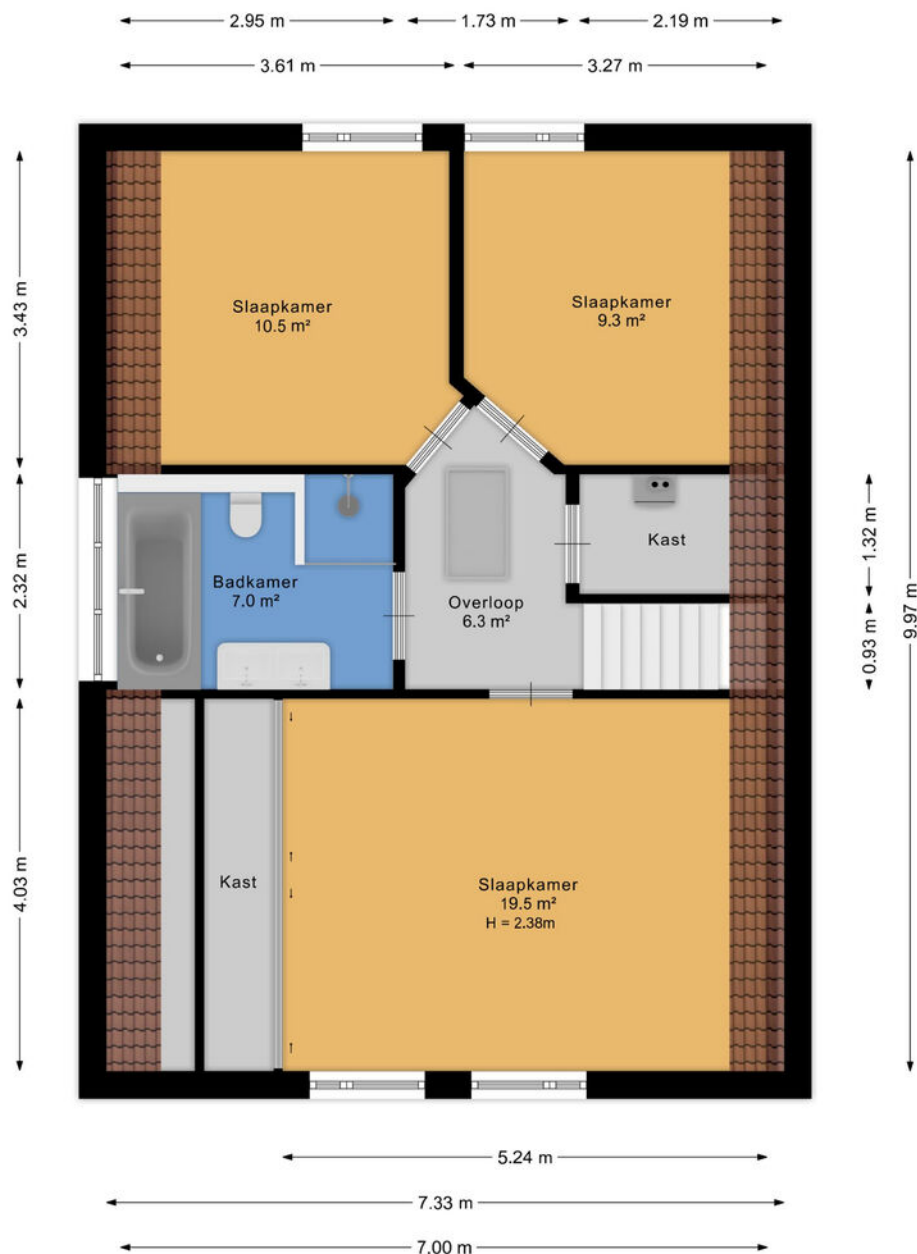 2.95 m
1.73 m
2.19 m
3.61 m
3.27 m
3.43 m
Slaapkamer
10.5 m²
Slaapkamer
9.3 m²
2.32 m
1.32 m
Kast
Badkamer
7.0 m²
Overloop
6.3 m²
0.93 m
9.97 m
4.03 m
Kast
Slaapkamer
19.5 m²
H = 2.38m
5.24 m
7.33 m
7.00 m